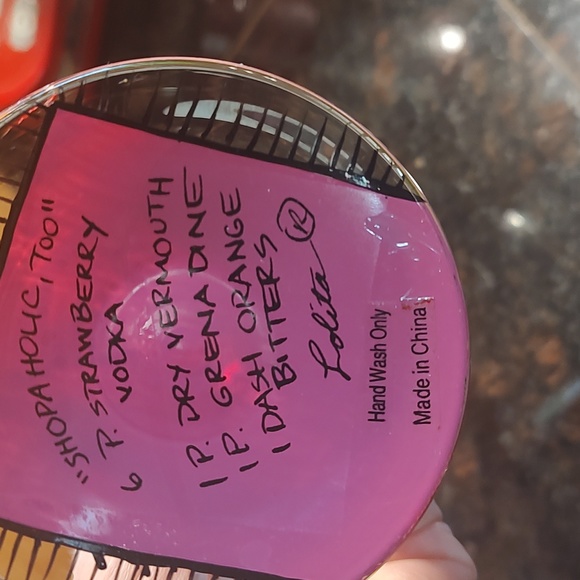 "SHOPAHOLIC, TOO"
6 P. STRAWBERRY
VODKA
1 P. DRY VERMOUTH
1 P. GRENADINE
1 DASH ORANGE
BITTERS
Lolita ®
Hand Wash Only
Made in China